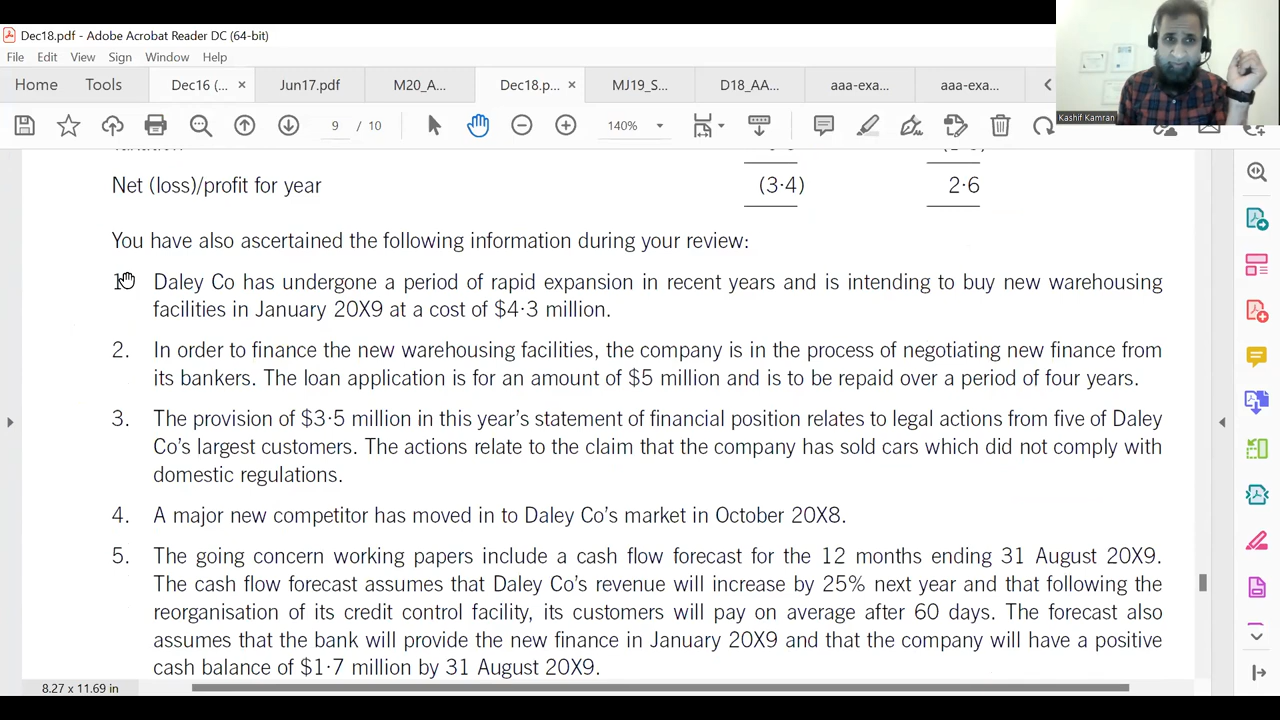 Dec18.pdf - Adobe Acrobat Reader DC (64-bit)
File Edit View Sign Window Help
Home Tools Dec16 (... × Jun17.pdf M20_A... Dec18.p... × MJ19_S... D18_AA... aaa-exa... aaa-exa...
9 / 10 140%
Kashif Kamran
Net (loss)/profit for year (3·4) 2·6
You have also ascertained the following information during your review:
1. Daley Co has undergone a period of rapid expansion in recent years and is intending to buy new warehousing
facilities in January 20X9 at a cost of $4·3 million.
2. In order to finance the new warehousing facilities, the company is in the process of negotiating new finance from
its bankers. The loan application is for an amount of $5 million and is to be repaid over a period of four years.
3. The provision of $3·5 million in this year's statement of financial position relates to legal actions from five of Daley
Co's largest customers. The actions relate to the claim that the company has sold cars which did not comply with
domestic regulations.
4. A major new competitor has moved in to Daley Co's market in October 20X8.
5. The going concern working papers include a cash flow forecast for the 12 months ending 31 August 20X9.
The cash flow forecast assumes that Daley Co's revenue will increase by 25% next year and that following the
reorganisation of its credit control facility, its customers will pay on average after 60 days. The forecast also
assumes that the bank will provide the new finance in January 20X9 and that the company will have a positive
cash balance of $1·7 million by 31 August 20X9.
8.27 x 11.69 in